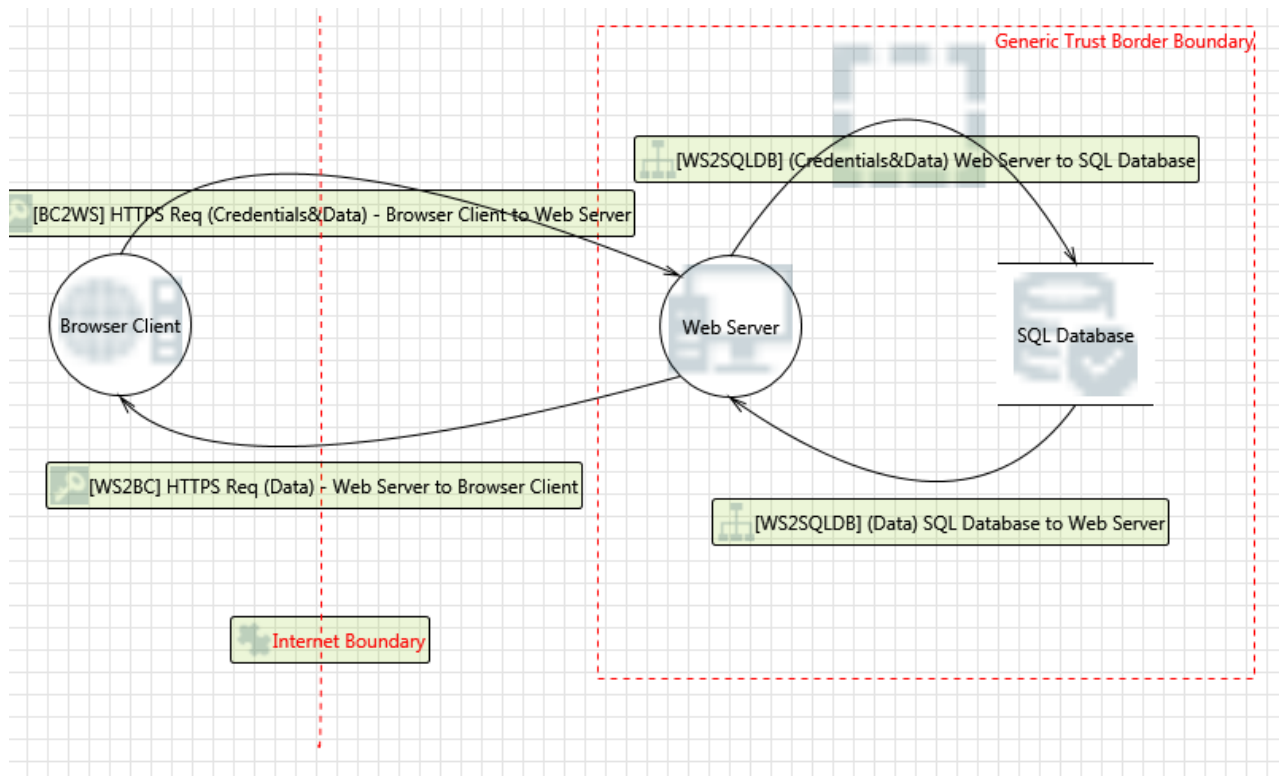 Generic Trust Border Boundary
[WS2SQLDB] (Credentials&Data) Web Server to SQL Database
[BC2WS] HTTPS Req (Credentials&Data) - Browser Client to Web Server
Browser Client
Web Server
SQL Database
[WS2BC] HTTPS Req (Data) - Web Server to Browser Client
[WS2SQLDB] (Data) SQL Database to Web Server
Internet Boundary